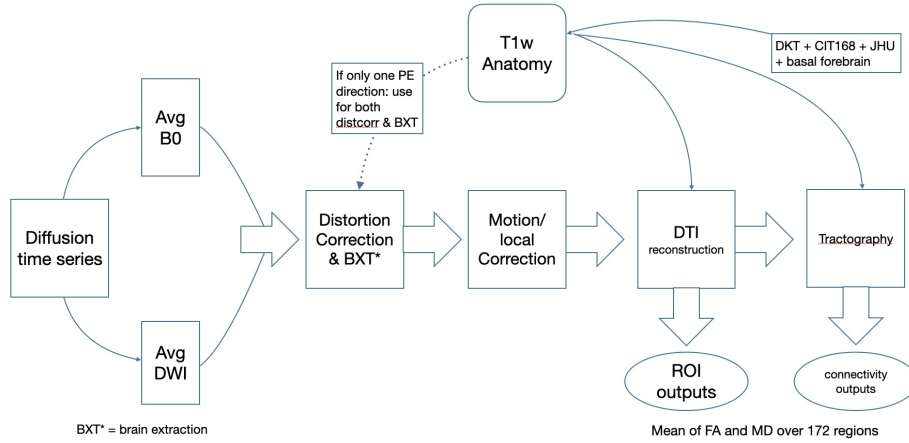 T1w
Anatomy
DKT + CIT168 + JHU
+ basal forebrain
If only one PE
direction: use
for both
distcorr & BXT
Avg
B0
Diffusion
time series
Distortion
Correction
& BXT*
Motion/
local
Correction
DTI
reconstruction
Tractography
Avg
DWI
ROI
outputs
connectivity
outputs
BXT* = brain extraction
Mean of FA and MD over 172 regions